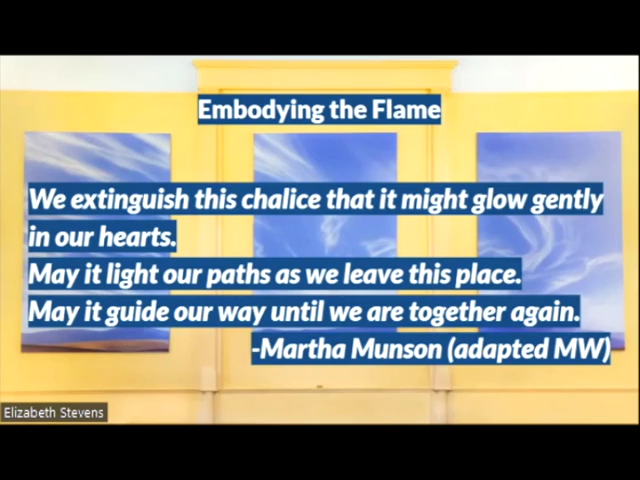 Embodying the Flame
We extinguish this chalice that it might glow gently
in our hearts.
May it light our paths as we leave this place.
May it guide our way until we are together again.
-Martha Munson (adapted MW)
Elizabeth Stevens